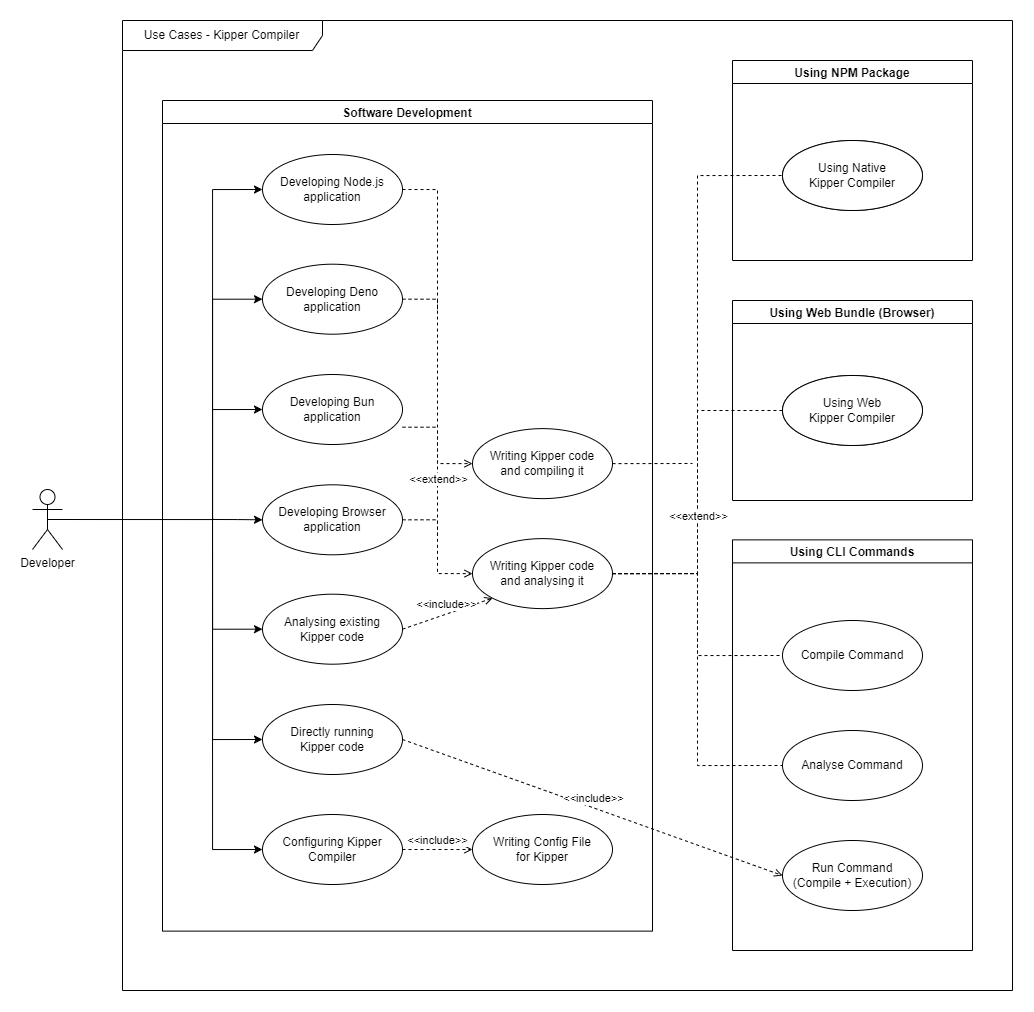 Use Cases - Kipper Compiler
Software Development
Developing Node.js
application
Developing Deno
application
Developing Bun
application
Developing Browser
application
Analysing existing
Kipper code
Directly running
Kipper code
Configuring Kipper
Compiler
Writing Kipper code
and compiling it
<<extend>>
Writing Kipper code
and analysing it
<<include>>
<<include>>
<<include>>
Writing Config File
for Kipper
Developer
<<extend>>
Using NPM Package
Using Native
Kipper Compiler
Using Web Bundle (Browser)
Using Web
Kipper Compiler
Using CLI Commands
Compile Command
Analyse Command
Run Command
(Compile + Execution)